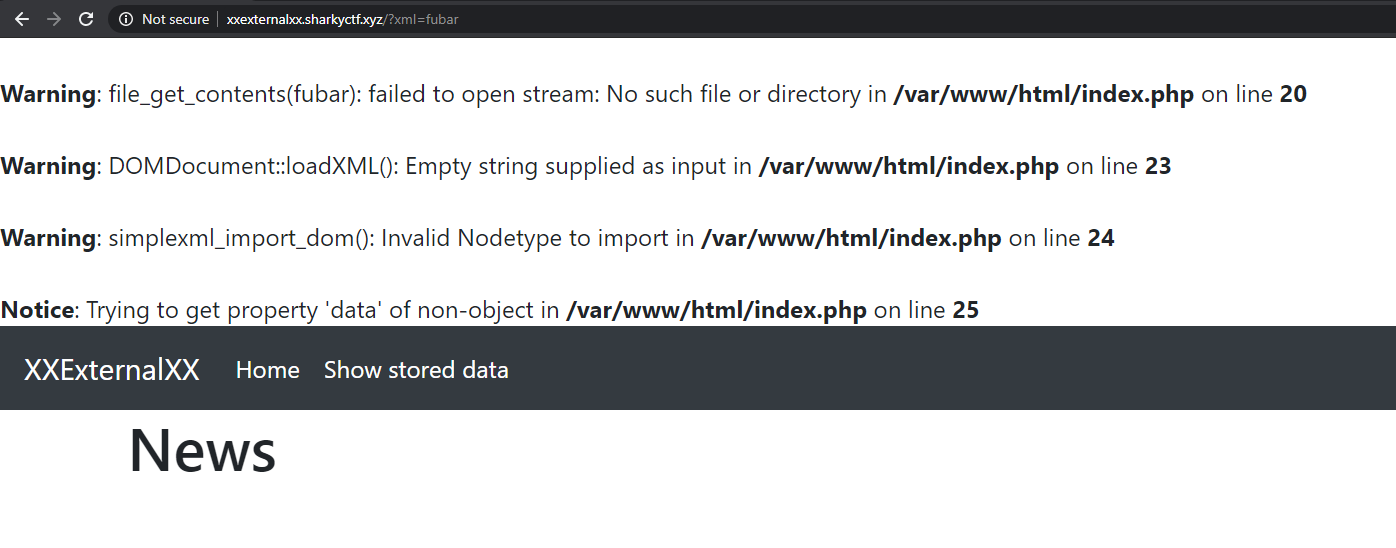 Not secure | xxexternalxx.sharkyctf.xyz/?xml=fubar
Warning: file_get_contents(fubar): failed to open stream: No such file or directory in /var/www/html/index.php on line 20
Warning: DOMDocument::loadXML(): Empty string supplied as input in /var/www/html/index.php on line 23
Warning: simplexml_import_dom(): Invalid Nodetype to import in /var/www/html/index.php on line 24
Notice: Trying to get property 'data' of non-object in /var/www/html/index.php on line 25
XXExternalXX Home Show stored data
News